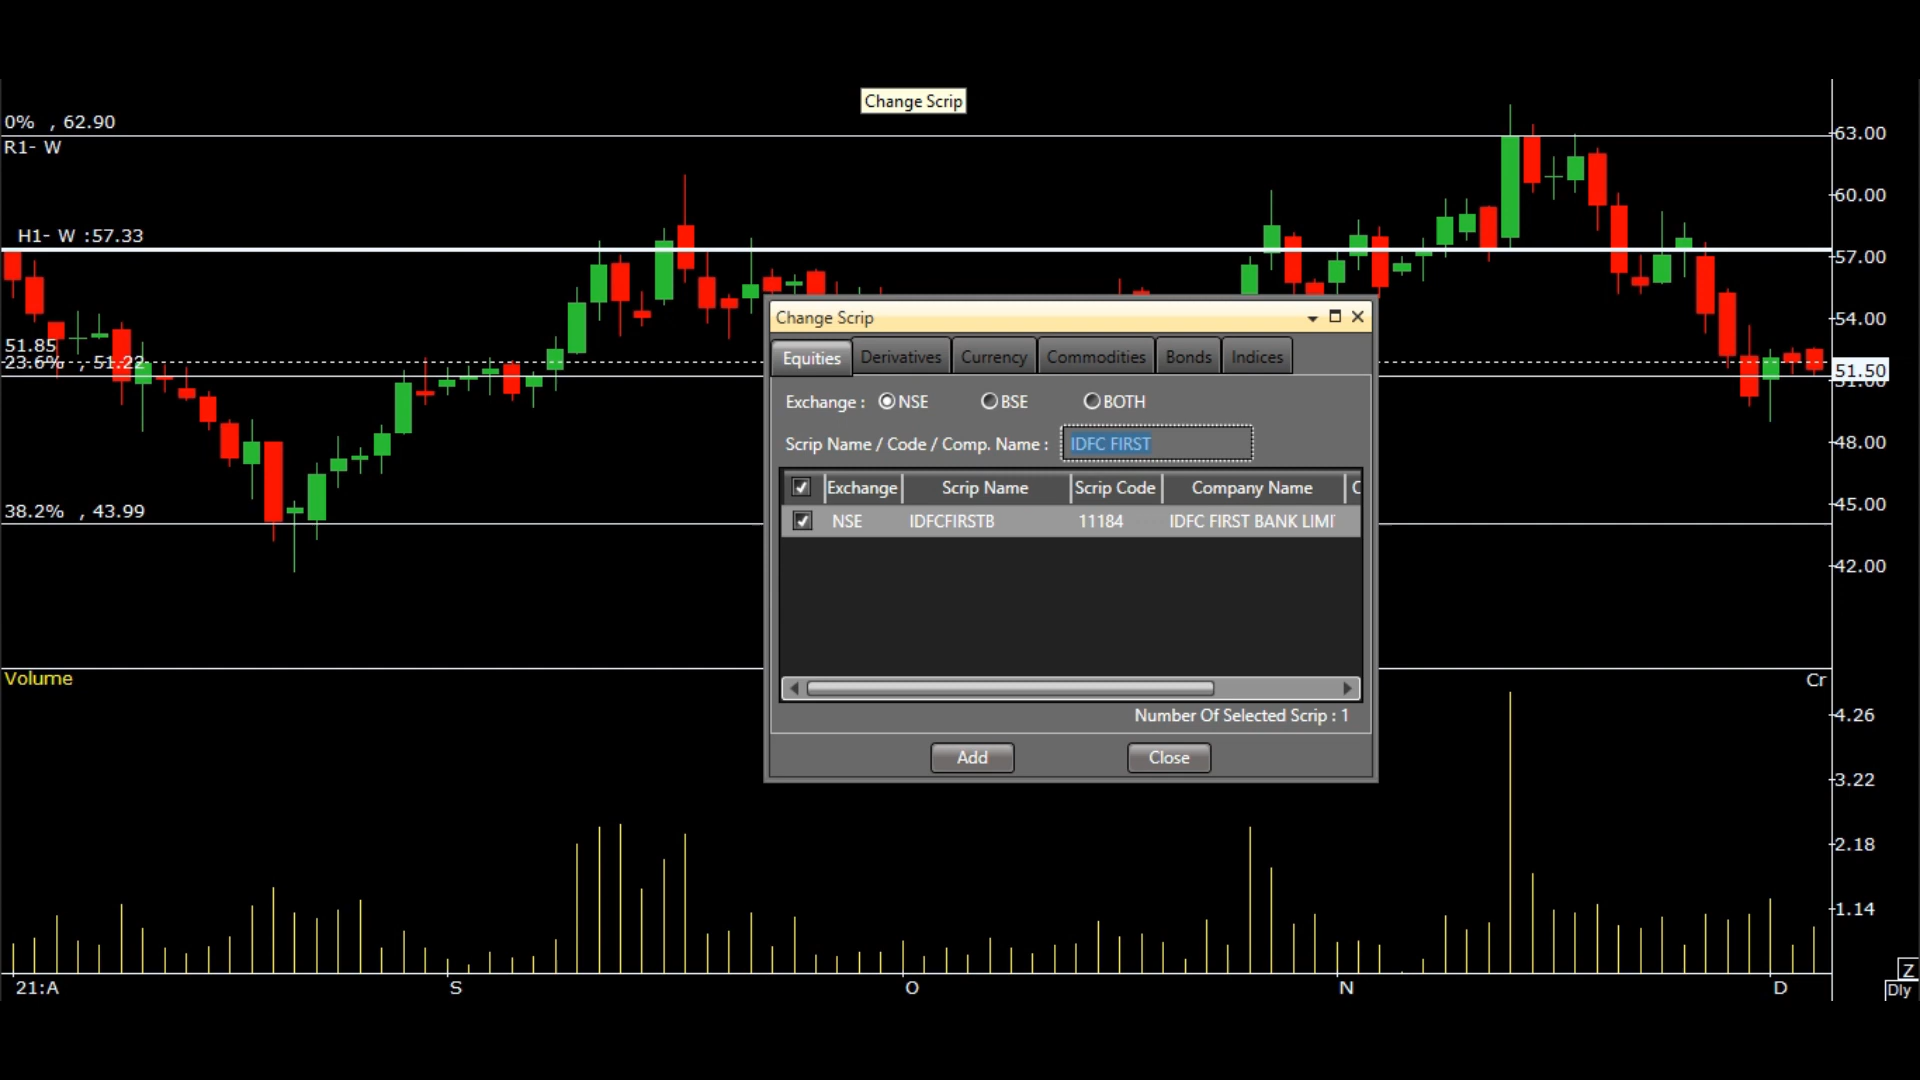 Change Scrip
0% , 62.90
R1- W
63.00
60.00
H1- W :57.33
57.00
Change Scrip
54.00
51.85
23.6% , 51.22
Equities Derivatives Currency Commodities Bonds Indices
51.50
51.00
Exchange : NSE BSE BOTH
Scrip Name / Code / Comp. Name : IDFC FIRST
48.00
Exchange Scrip Name Scrip Code Company Name C
45.00
38.2% , 43.99
NSE IDFCFIRSTB 11184 IDFC FIRST BANK LIMI
42.00
Volume
Cr
Number Of Selected Scrip : 1
4.26
Add Close
3.22
2.18
1.14
Z
21:A S O N D
Dly